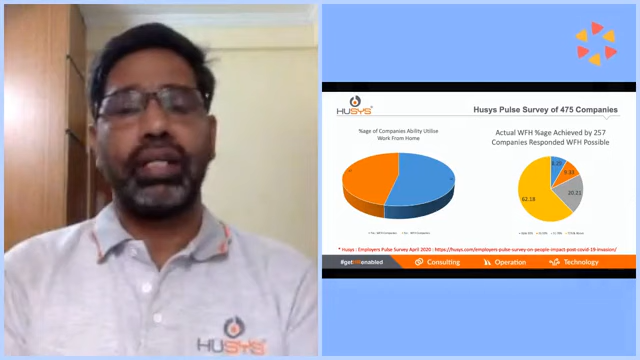 HUSYS
HUSYS
Husys Pulse Survey of 475 Companies
%age of Companies Ability Utilise
Work From Home
Actual WFH %age Achieved by 257
Companies Responded WFH Possible
9.33
20.21
62.18
* Husys : Employers Pulse Survey April 2020 : https://husys.com/employers-pulse-survey-on-people-impact-post-covid-19-invasion/
#getHRenabled
Consulting
Operation
Technology